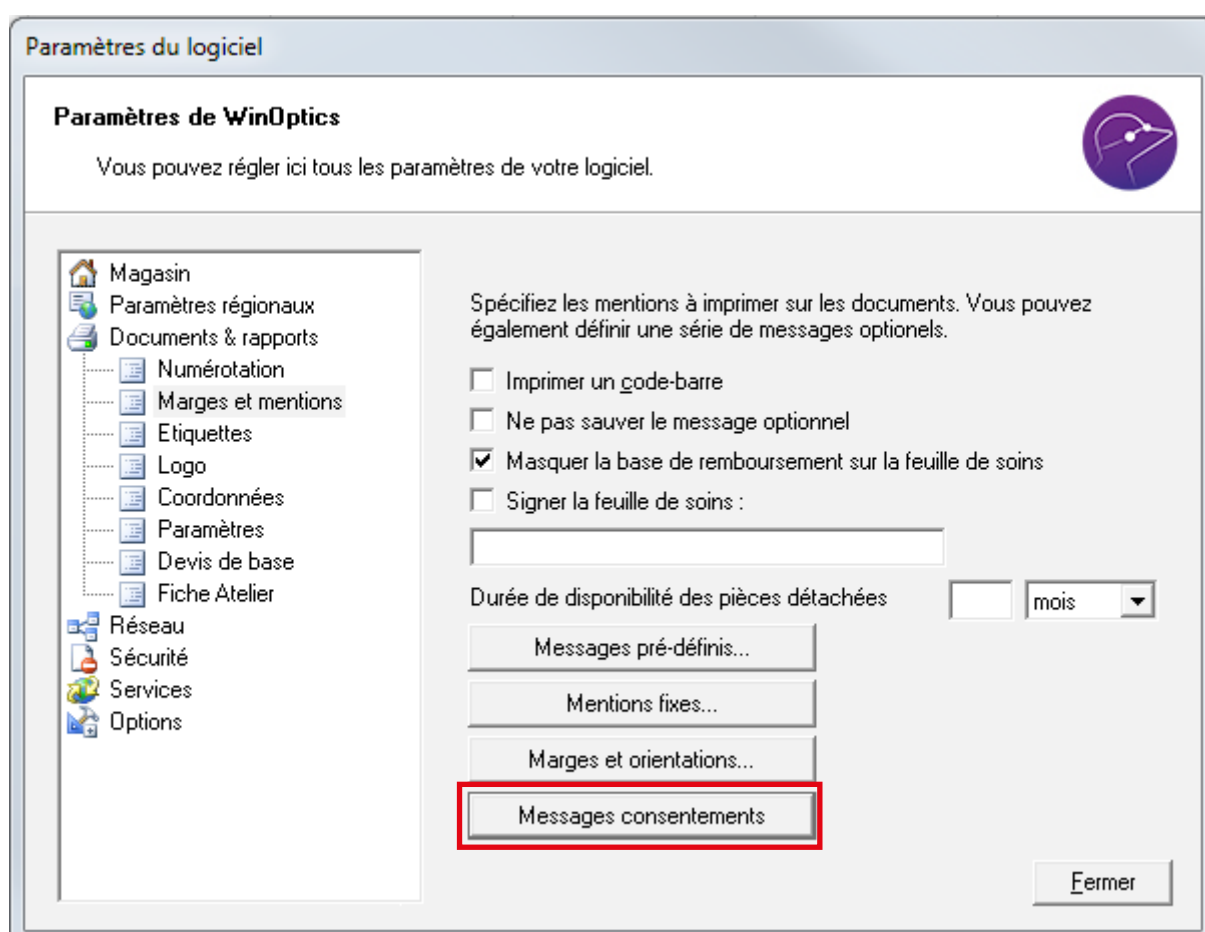 Paramètres du logiciel
Paramètres de WinOptics
Vous pouvez régler ici tous les paramètres de votre logiciel.
Magasin
Paramètres régionaux
Documents & rapports
Numérotation
Marges et mentions
Etiquettes
Logo
Coordonnées
Paramètres
Devis de base
Fiche Atelier
Réseau
Sécurité
Services
Options
Spécifiez les mentions à imprimer sur les documents. Vous pouvez
également définir une série de messages optionels.
Imprimer un code-barre
Ne pas sauver le message optionnel
Masquer la base de remboursement sur la feuille de soins
Signer la feuille de soins :
Durée de disponibilité des pièces détachées mois
Messages pré-définis...
Mentions fixes...
Marges et orientations...
Messages consentements
Fermer